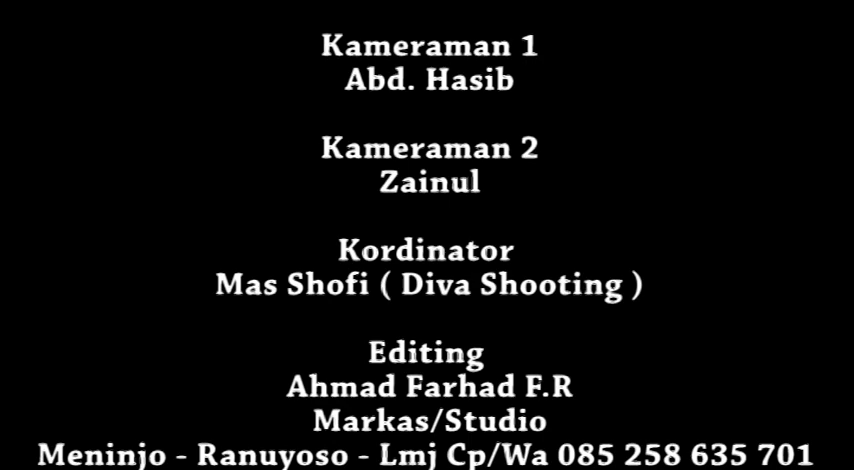 Kameraman 1
Abd. Hasib
Kameraman 2
Zainul
Kordinator
Mas Shofi ( Diva Shooting )
Editing
Ahmad Farhad F.R
Markas/Studio
Meninjo - Ranuyoso - Lmj Cp/Wa 085 258 635 701